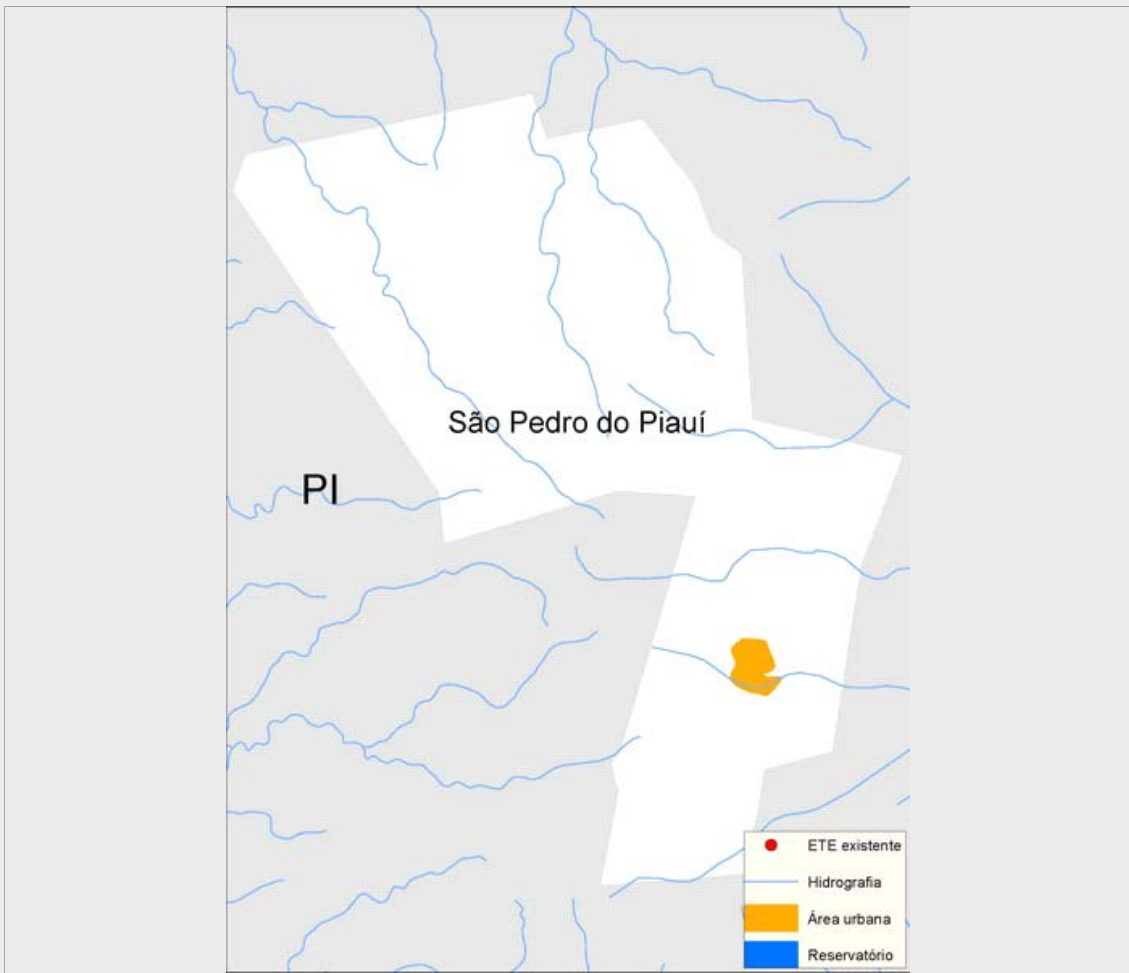 São Pedro do Piauí
PI
ETE existente
Hidrografia
Área urbana
Reservatório